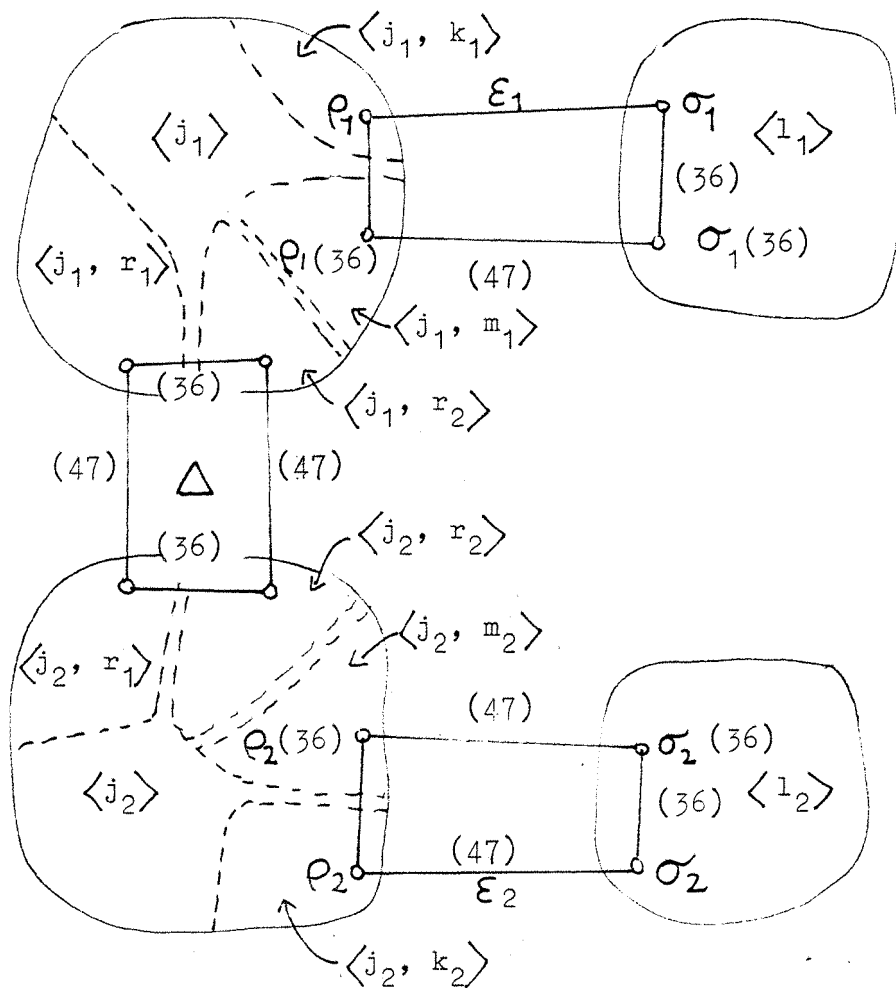 ⟨j₁, k₁⟩
ρ₁ ε₁ σ₁
⟨j₁⟩ ⟨l₁⟩
(36)
⟨j₁, r₁⟩ ρ₁(36) σ₁(36)
(47)
⟨j₁, m₁⟩
(36)
⟨j₁, r₂⟩
(47) △ (47)
(36)
⟨j₂, r₂⟩
⟨j₂, m₂⟩
⟨j₂, r₁⟩
(47)
ρ₂(36) σ₂ (36)
⟨j₂⟩ (36) ⟨l₂⟩
(47)
ρ₂ ε₂ σ₂
⟨j₂, k₂⟩